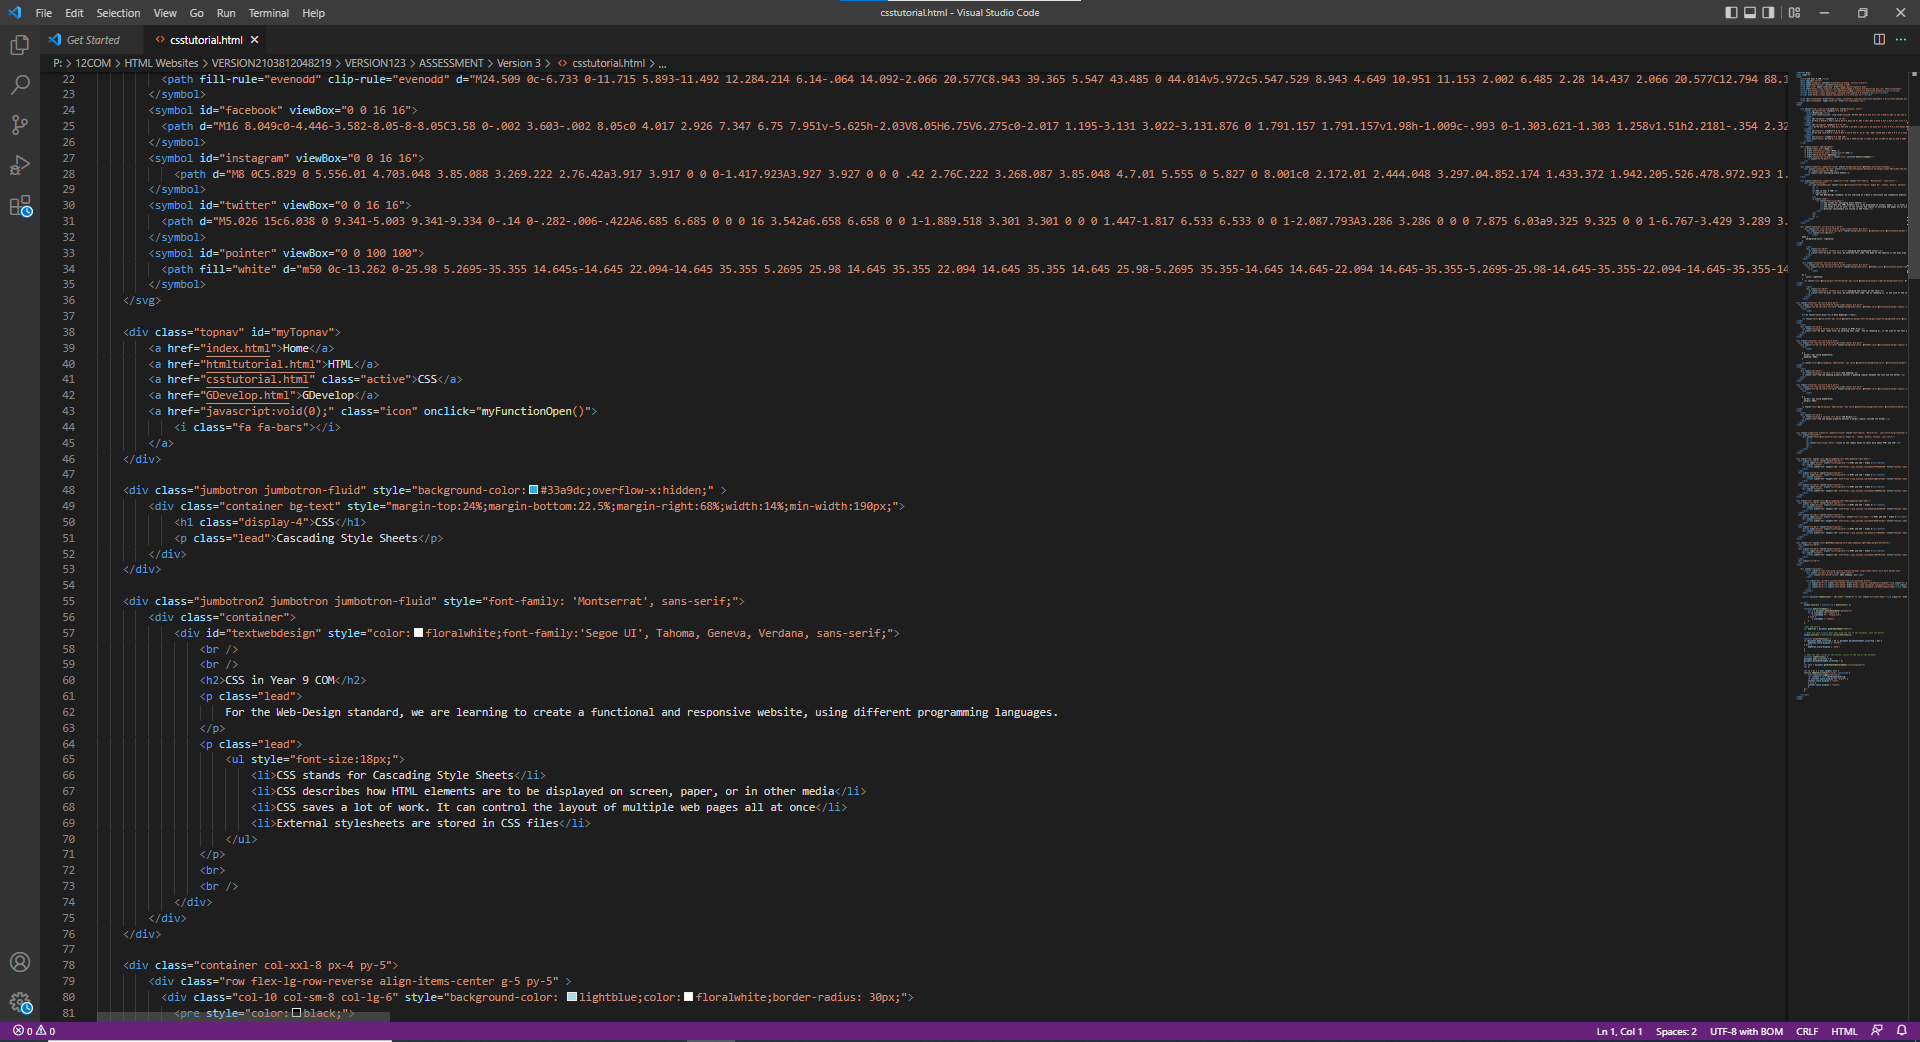 File Edit Selection View Go Run Terminal Help
csstutorial.html - Visual Studio Code
Get Started
csstutorial.html
P: > 12COM > HTML Websites > VERSION2103812048219 > VERSION123 > ASSESSMENT > Version 3 > csstutorial.html > ...
22 <path fill-rule="evenodd" clip-rule="evenodd" d="M24.509 0c-6.733 0-11.715 5.893-11.492 12.284.214 6.14-.064 14.092-2.066 20.577C8.943 39.365 5.547 43.485 0 44.014v5.972c5.547.529 8.943 4.649 10.951 11.153 2.002 6.485 2.28 14.437 2.066 20.577C12.794 88.1
23 </symbol>
24 <symbol id="facebook" viewBox="0 0 16 16">
25 <path d="M16 8.049c0-4.446-3.582-8.05-8-8.05C3.58 0-.002 3.603-.002 8.05c0 4.017 2.926 7.347 6.75 7.951v-5.625h-2.03V8.05H6.75V6.275c0-2.017 1.195-3.131 3.022-3.131.876 0 1.791.157 1.791.157v1.98h-1.009c-.993 0-1.303.621-1.303 1.258v1.51h2.218l-.354 2.32
26 </symbol>
27 <symbol id="instagram" viewBox="0 0 16 16">
28 <path d="M8 0C5.829 0 5.556.01 4.703.048 3.85.088 3.269.222 2.76.42a3.917 3.917 0 0 0-1.417.923A3.927 3.927 0 0 0 .42 2.76C.222 3.268.087 3.85.048 4.7.01 5.555 0 5.827 0 8.001c0 2.172.01 2.444.048 3.297.04.852.174 1.433.372 1.942.205.526.478.972.923 1.
29 </symbol>
30 <symbol id="twitter" viewBox="0 0 16 16">
31 <path d="M5.026 15c6.038 0 9.341-5.003 9.341-9.334 0-.14 0-.282-.006-.422A6.685 6.685 0 0 0 16 3.542a6.658 6.658 0 0 1-1.889.518 3.301 3.301 0 0 0 1.447-1.817 6.533 6.533 0 0 1-2.087.793A3.286 3.286 0 0 0 7.875 6.03a9.325 9.325 0 0 1-6.767-3.429 3.289 3.
32 </symbol>
33 <symbol id="pointer" viewBox="0 0 100 100">
34 <path fill="white" d="m50 0c-13.262 0-25.98 5.2695-35.355 14.645s-14.645 22.094-14.645 35.355 5.2695 25.98 14.645 35.355 22.094 14.645 35.355 14.645 25.98-5.2695 35.355-14.645 14.645-22.094 14.645-35.355-5.2695-25.98-14.645-35.355-22.094-14.645-35.355-14
35 </symbol>
36 </svg>
37
38 <div class="topnav" id="myTopnav">
39 <a href="index.html">Home</a>
40 <a href="htmltutorial.html">HTML</a>
41 <a href="csstutorial.html" class="active">CSS</a>
42 <a href="GDevelop.html">GDevelop</a>
43 <a href="javascript:void(0);" class="icon" onclick="myFunctionOpen()">
44 <i class="fa fa-bars"></i>
45 </a>
46 </div>
47
48 <div class="jumbotron jumbotron-fluid" style="background-color:#33a9dc;overflow-x:hidden;" >
49 <div class="container bg-text" style="margin-top:24%;margin-bottom:22.5%;margin-right:68%;width:14%;min-width:190px;">
50 <h1 class="display-4">CSS</h1>
51 <p class="lead">Cascading Style Sheets</p>
52 </div>
53 </div>
54
55 <div class="jumbotron2 jumbotron jumbotron-fluid" style="font-family: 'Montserrat', sans-serif;">
56 <div class="container">
57 <div id="textwebdesign" style="color:floralwhite;font-family:'Segoe UI', Tahoma, Geneva, Verdana, sans-serif;">
58 <br />
59 <br />
60 <h2>CSS in Year 9 COM</h2>
61 <p class="lead">
62 For the Web-Design standard, we are learning to create a functional and responsive website, using different programming languages.
63 </p>
64 <p class="lead">
65 <ul style="font-size:18px;">
66 <li>CSS stands for Cascading Style Sheets</li>
67 <li>CSS describes how HTML elements are to be displayed on screen, paper, or in other media</li>
68 <li>CSS saves a lot of work. It can control the layout of multiple web pages all at once</li>
69 <li>External stylesheets are stored in CSS files</li>
70 </ul>
71 </p>
72 <br>
73 <br />
74 </div>
75 </div>
76 </div>
77
78 <div class="container col-xxl-8 px-4 py-5">
79 <div class="row flex-lg-row-reverse align-items-center g-5 py-5" >
80 <div class="col-10 col-sm-8 col-lg-6" style="background-color: lightblue;color:floralwhite;border-radius: 30px;">
81 <pre style="color:black;">
0 0 Ln 1, Col 1 Spaces: 2 UTF-8 with BOM CRLF HTML